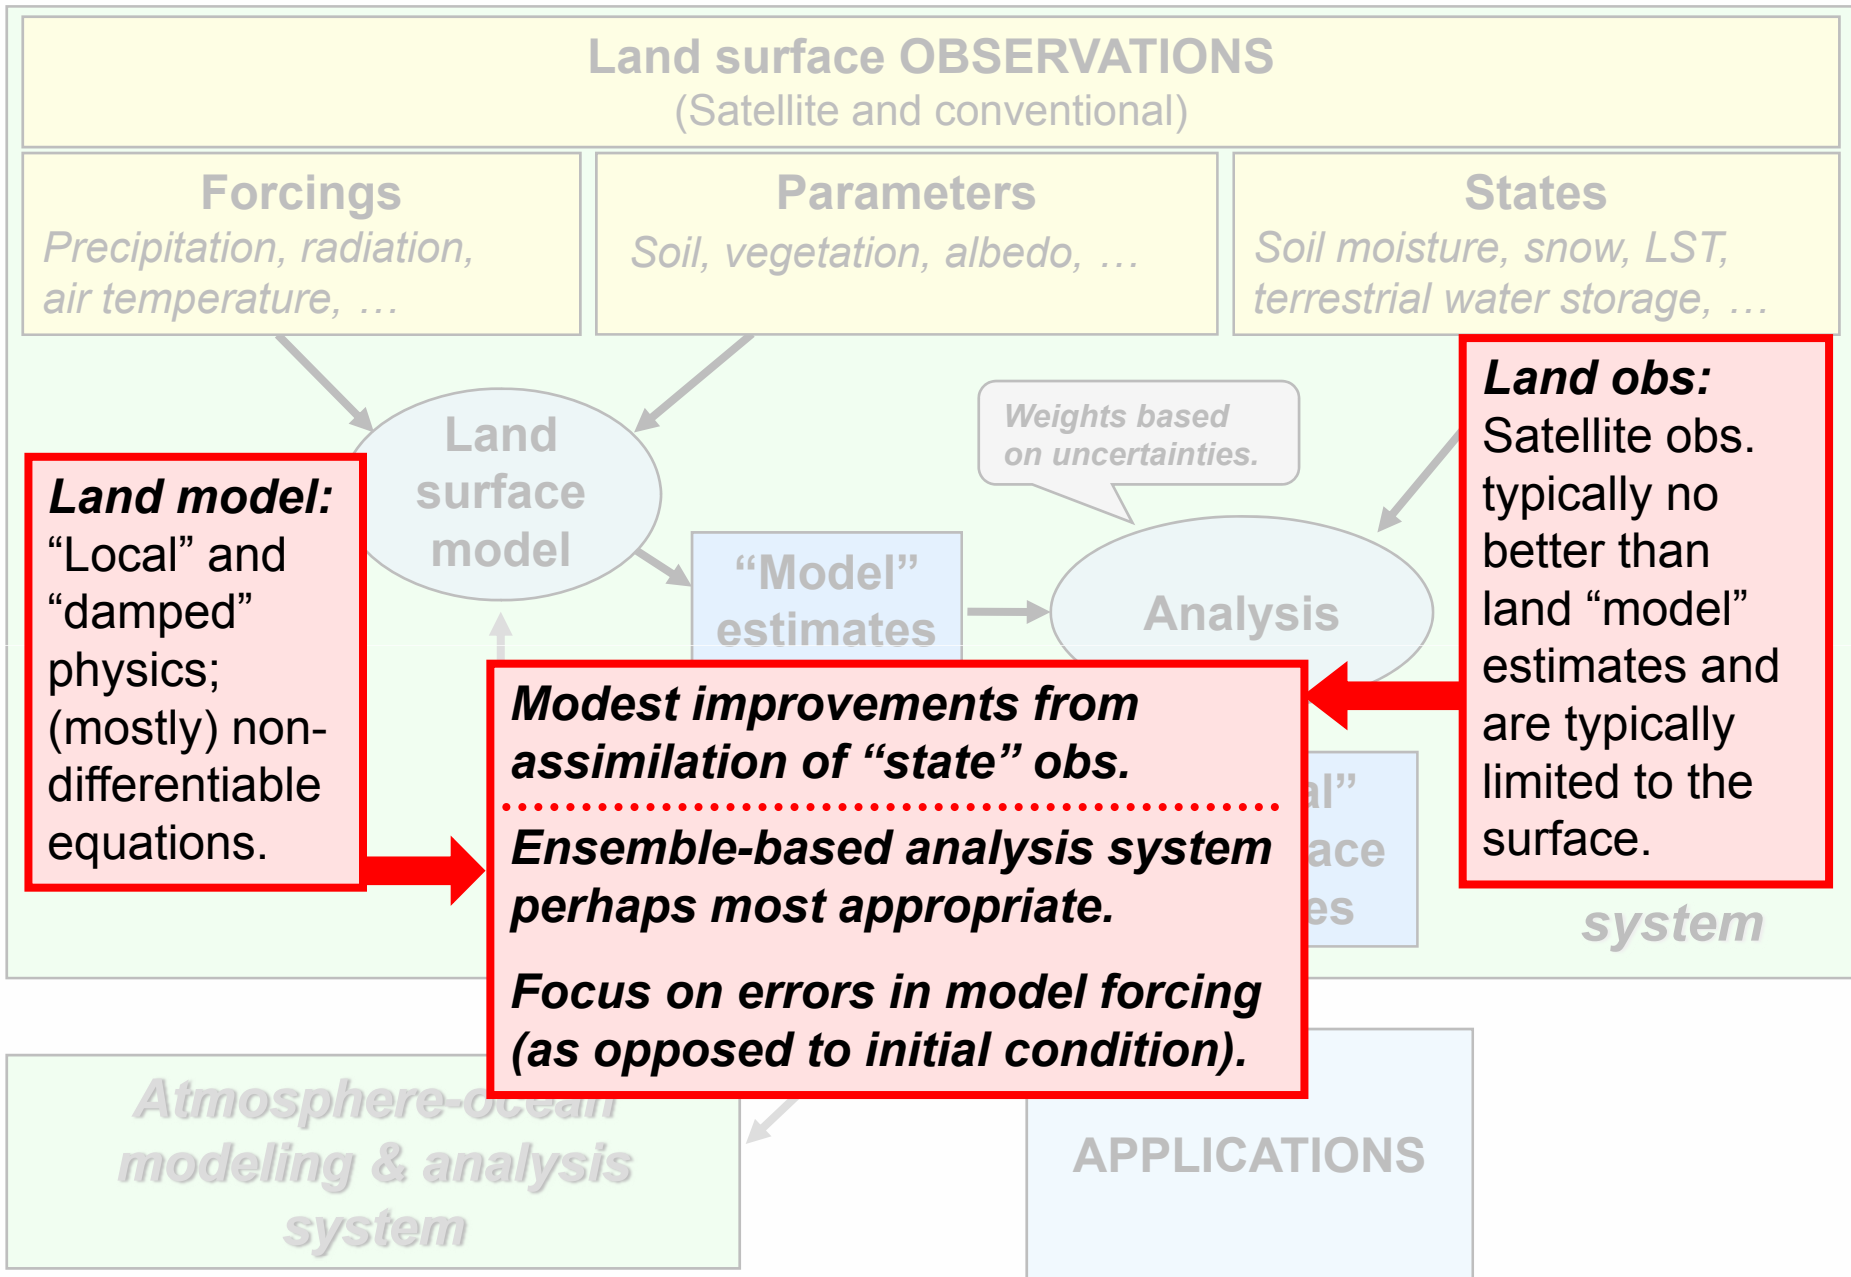 Land surface OBSERVATIONS
(Satellite and conventional)
Forcings
Precipitation, radiation,
air temperature, …
Parameters
Soil, vegetation, albedo, …
States
Soil moisture, snow, LST,
terrestrial water storage, …
Land
surface
model
Weights based
on uncertainties.
“Model”
estimates
Analysis
Land model:
“Local” and
“damped”
physics;
(mostly) non-
differentiable
equations.
Land obs:
Satellite obs.
typically no
better than
land “model”
estimates and
are typically
limited to the
surface.
Modest improvements from
assimilation of “state” obs.
Ensemble-based analysis system
perhaps most appropriate.
Focus on errors in model forcing
(as opposed to initial condition).
al”
ace
es
system
Atmosphere-ocean
modeling & analysis
system
APPLICATIONS